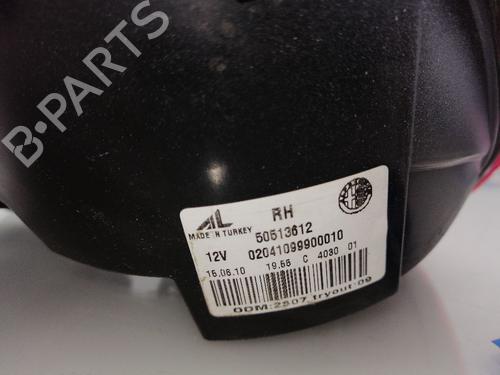 B-PARTS
AL
RH
MADE IN TURKEY
50513612
12V 02041099900010
15.06.10 19.56 C 4030 01
ODM:2507 tryout:09